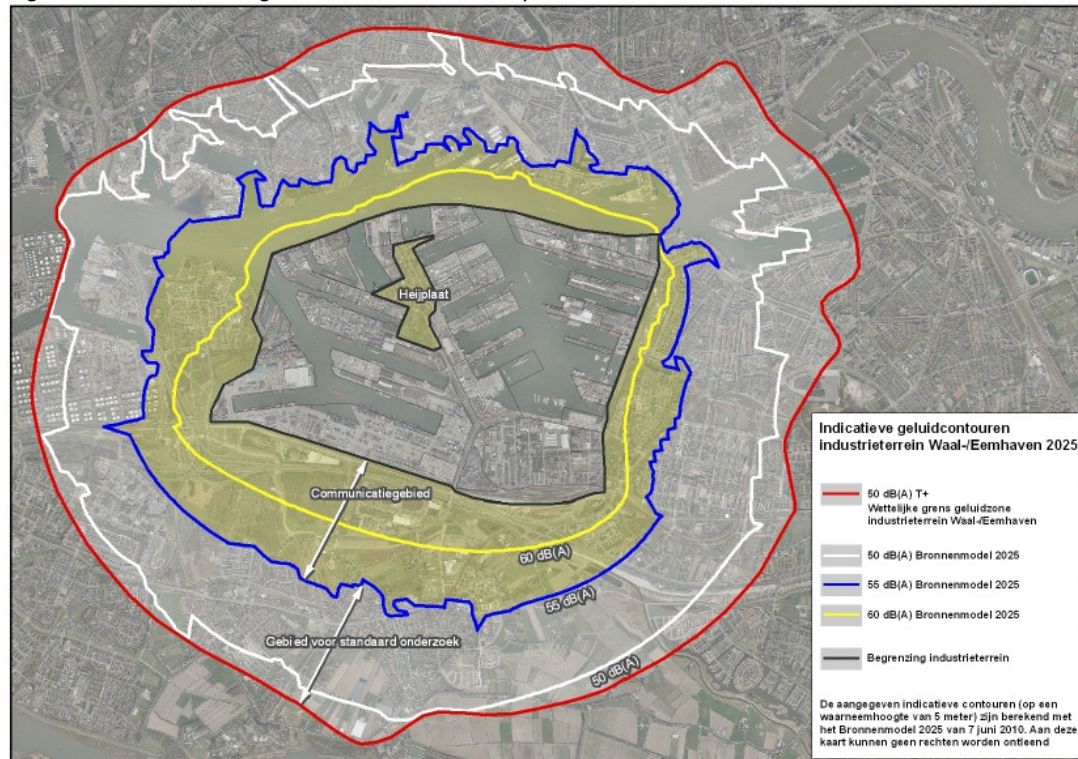 Heijplaat
Communicatiegebied
60 dB(A)
55 dB(A)
Gebied voor standaard onderzoek
50 dB(A)
Indicatieve geluidcontouren
industrieterrein Waal-/Eemhaven 2025
50 dB(A) T+
Wettelijke grens geluidzone
industrieterrein Waal-/Eemhaven
50 dB(A) Bronnenmodel 2025
55 dB(A) Bronnenmodel 2025
60 dB(A) Bronnenmodel 2025
Begrenzing industrieterrein
De aangegeven indicatieve contouren (op een
waarneemhoogte van 5 meter) zijn berekend met
het Bronnenmodel 2025 van 7 juni 2010. Aan deze
kaart kunnen geen rechten worden ontleend